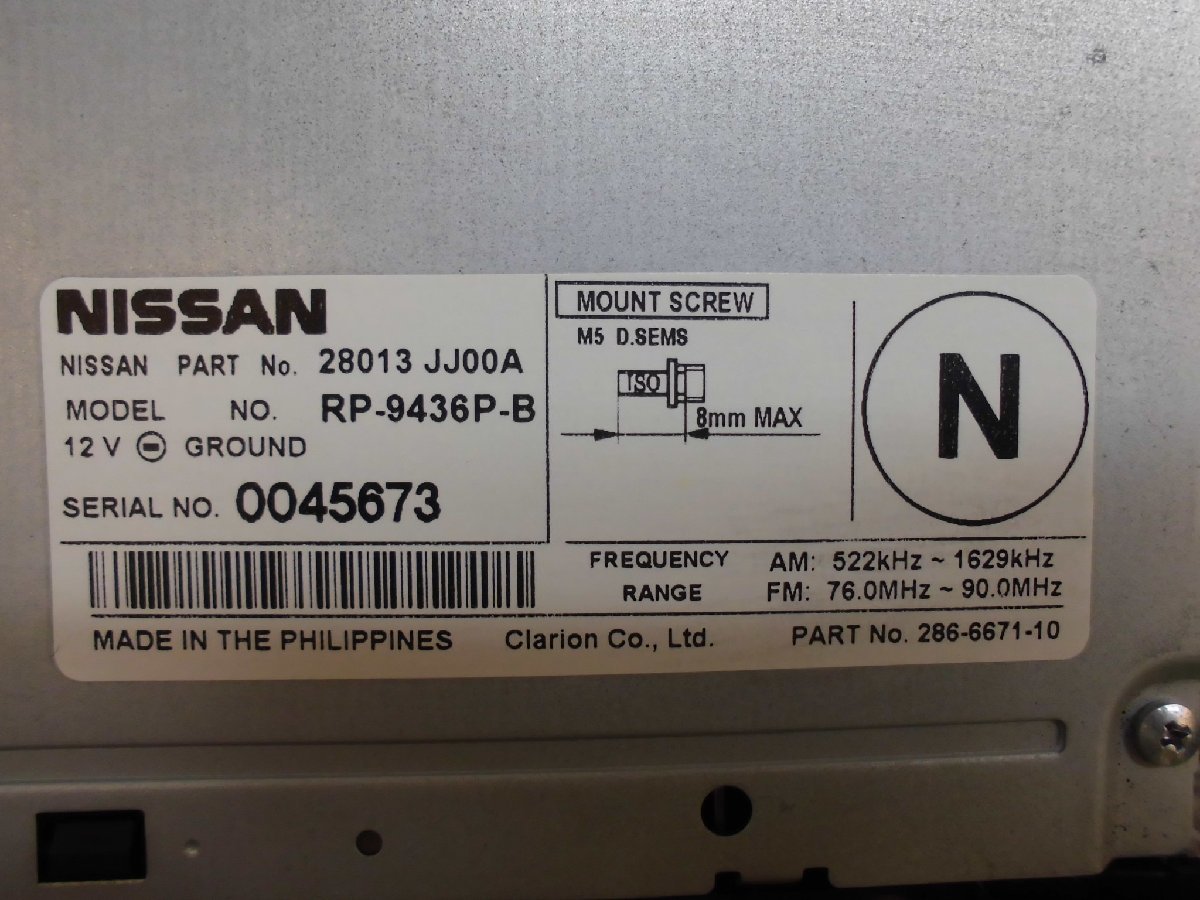 NISSAN
NISSAN PART No. 28013 JJ00A
MODEL NO. RP-9436P-B
12 V ⊖ GROUND
SERIAL NO. 0045673
MOUNT SCREW
M5 D.SEMS
ISO
8mm MAX
N
FREQUENCY RANGE
AM: 522kHz ~ 1629kHz
FM: 76.0MHz ~ 90.0MHz
MADE IN THE PHILIPPINES Clarion Co., Ltd. PART No. 286-6671-10